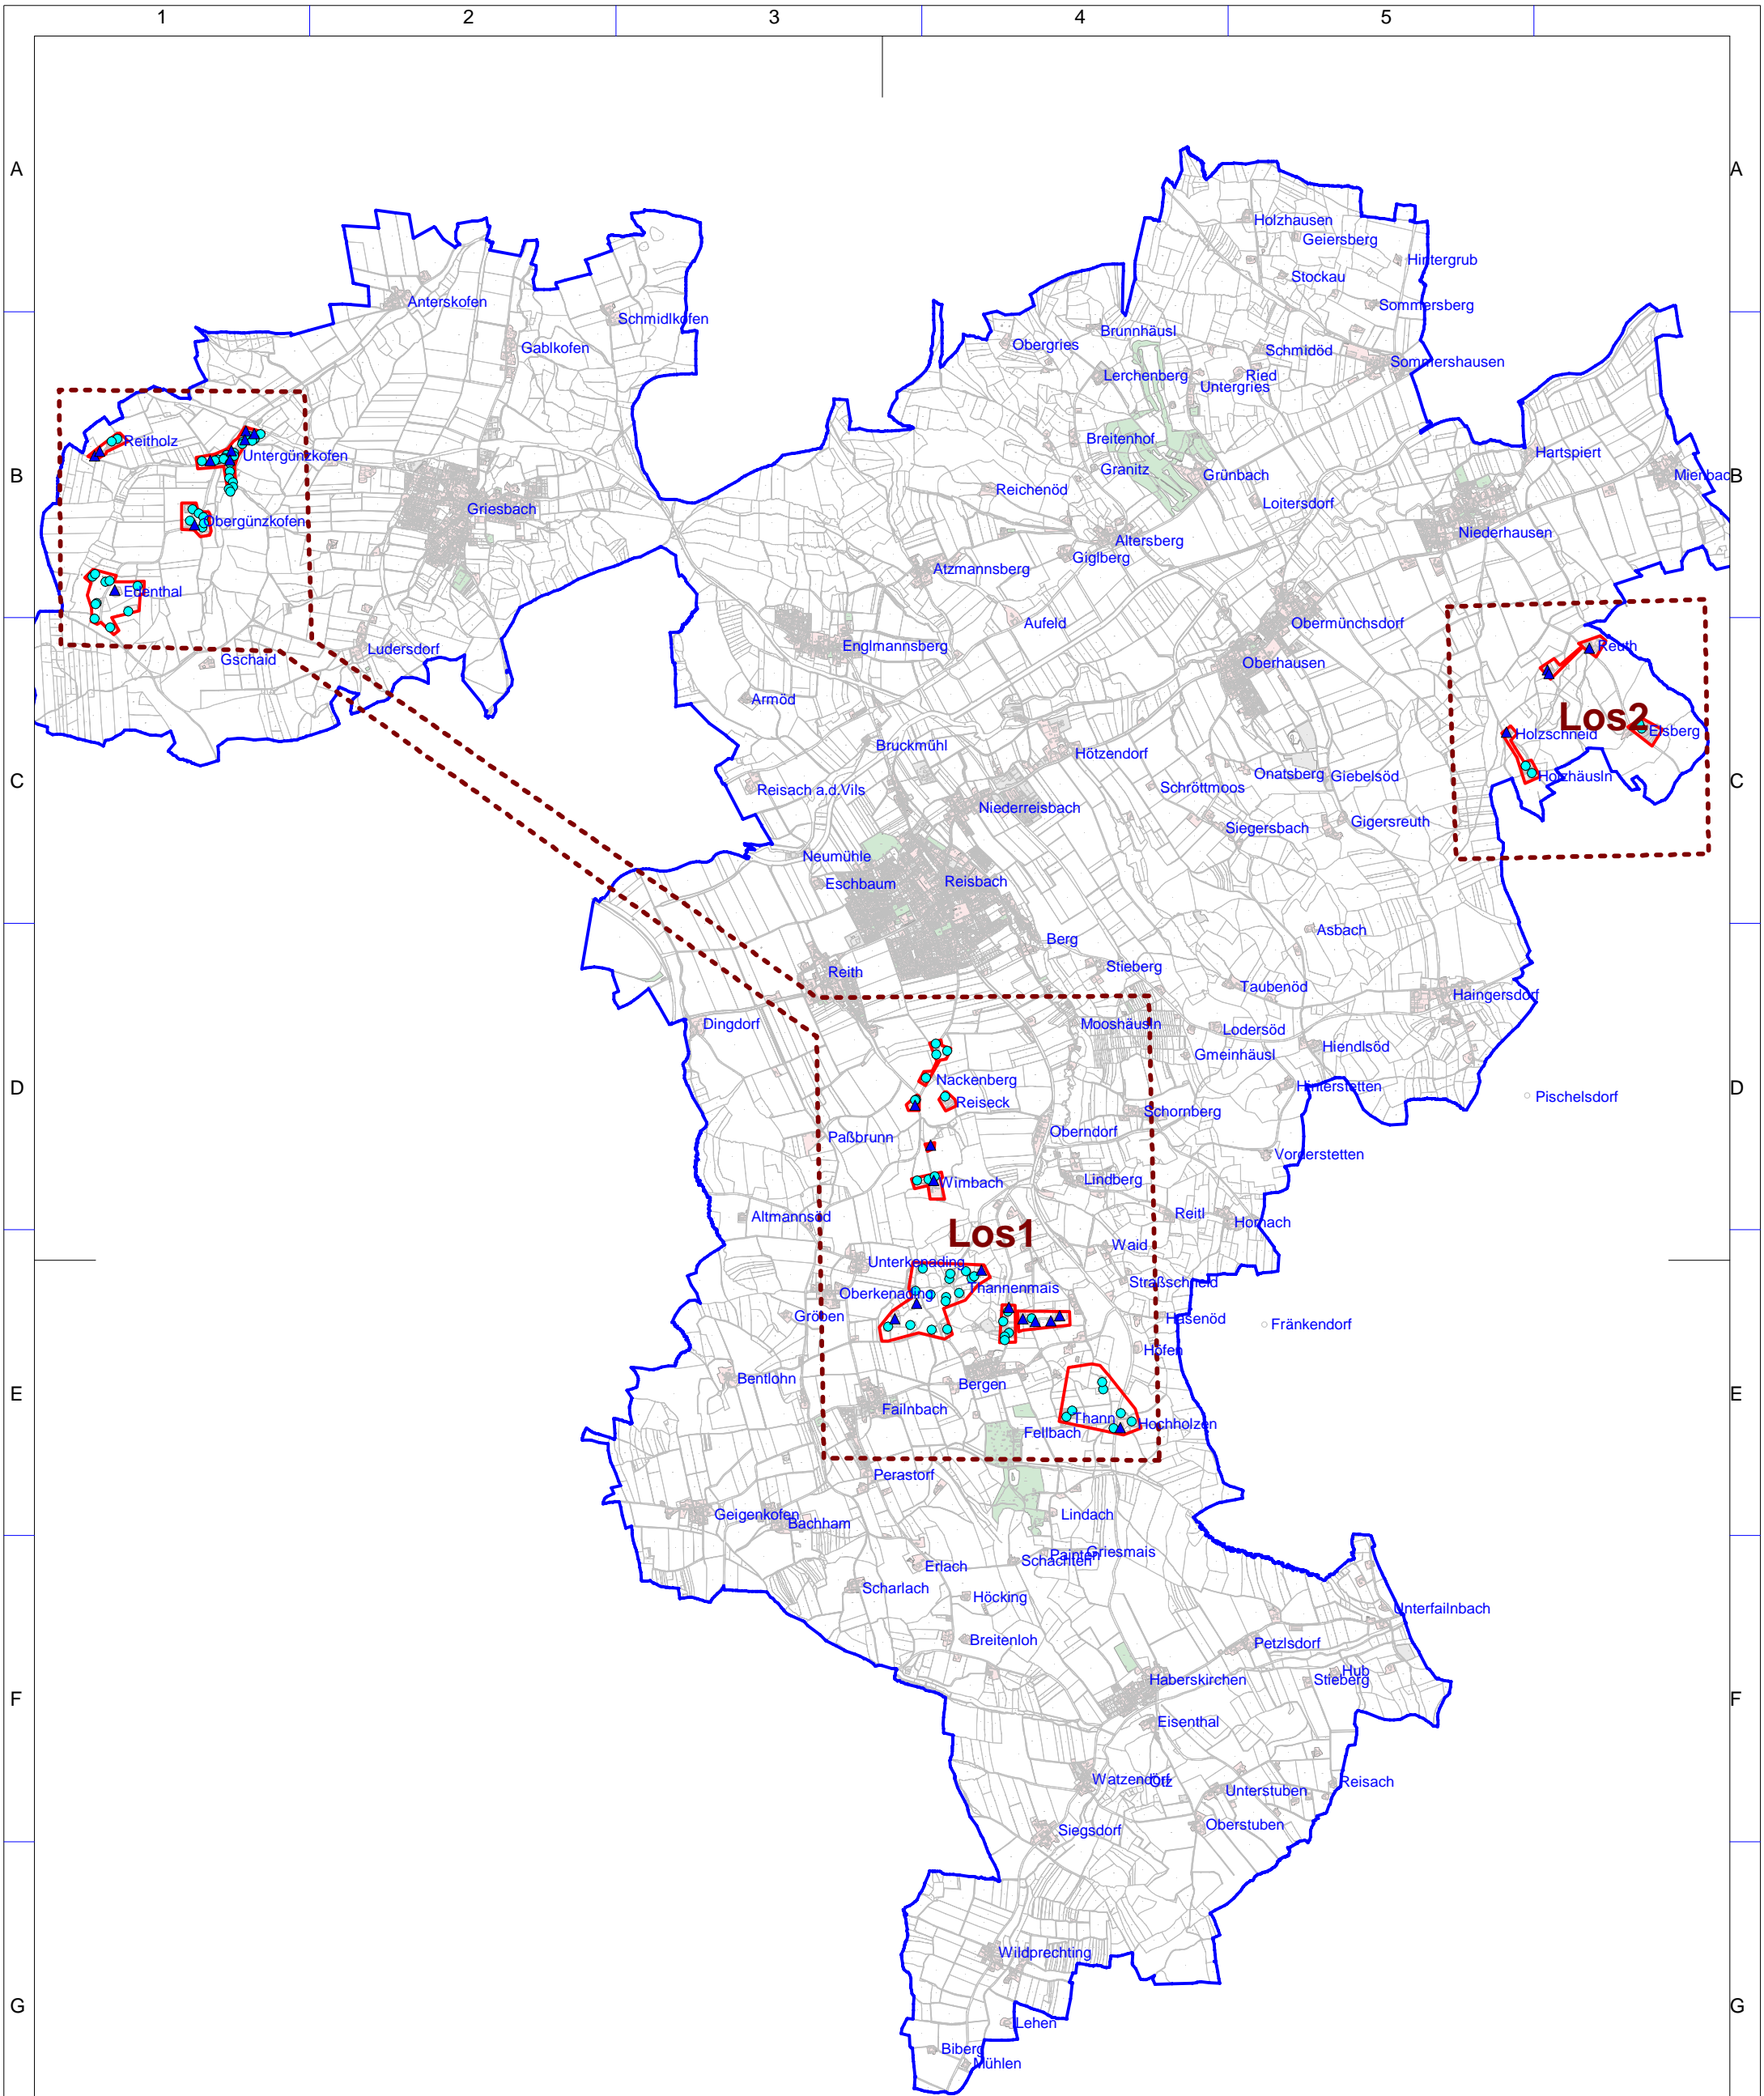 1 2 3 4 5
A A
Holzhausen
Geiersberg
Hintergrub
Stockau
Anterskofen
Sommersberg
Schmidlkofen
Brunnhäusl
Obergries
Gablkofen
Schmidöd
Sommershausen
Lerchenberg
Ried
Untergries
Reitholz
Breitenhof
Untergünzkofen
Hartspiert
Granitz
Grünbach
B Mienbac B
Reichenöd
Loitersdorf
Griesbach
Obergünzkofen
Niederhausen
Altersberg
Giglberg
Atzmannsberg
Edenthal
Aufeld
Obermünchsdorf
Englmannsberg
Reuth
Ludersdorf
Gschaid
Oberhausen
Armöd
Los2
Holzschneid
Elsberg
Bruckmühl
Hötzendorf
Onatsberg
Giebelsöd
Holzhäusln
C C
Reisach a.d.Vils
Schröttmoos
Niederreisbach
Siegersbach
Gigersreuth
Neumühle
Eschbaum
Reisbach
Asbach
Berg
Stieberg
Reith
Taubenöd
Haingersdorf
Dingdorf
Mooshäusln
Lodersöd
Hiendlsöd
Gmeinhäusl
Nackenberg
Hinterstetten
D D
Pischelsdorf
Reiseck
Schornberg
Oberndorf
Paßbrunn
Vorderstetten
Wimbach
Lindberg
Altmannsöd
Reitl
Hornach
Los1
Waid
Unterkenading
Straßschneid
Thannenmais
Oberkenading
Gröben
Hasenöd
Fränkendorf
Höfen
Bentlohn
Bergen
E E
Failnbach
Thann
Hochholzen
Fellbach
Perastorf
Geigenkofen
Lindach
Bachham
Griesmais
Painten
Schachten
Erlach
Scharlach
Höcking
Unterfailnbach
Breitenloh
Petzlsdorf
Hub
Haberskirchen
Stieberg
F F
Eisenthal
Watzendorf
Ötz
Reisach
Unterstuben
Oberstuben
Siegsdorf
Wildprechting
G G
Lehen
Biberg
Mühlen